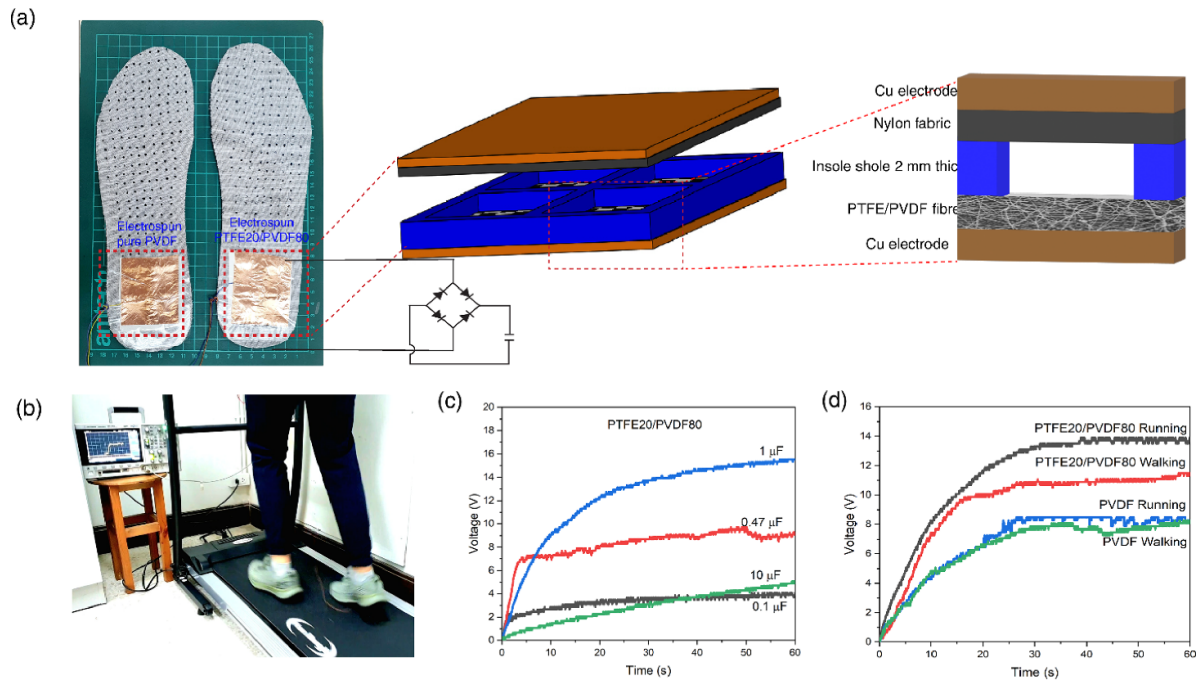 (a)
Electrospun
pure PVDF
Electrospun
PTFE20/PVDF80
Cu electrode
Nylon fabric
Insole shole 2 mm thic
PTFE/PVDF fibre
Cu electrode
(b)
(c)
PTFE20/PVDF80
1 μF
0.47 μF
10 μF
0.1 μF
Voltage (V)
0 2 4 6 8 10 12 14 16 18 20
0 10 20 30 40 50 60
Time (s)
(d)
PTFE20/PVDF80 Running
PTFE20/PVDF80 Walking
PVDF Running
PVDF Walking
Voltage (V)
0 2 4 6 8 10 12 14 16
0 10 20 30 40 50 60
Time (s)